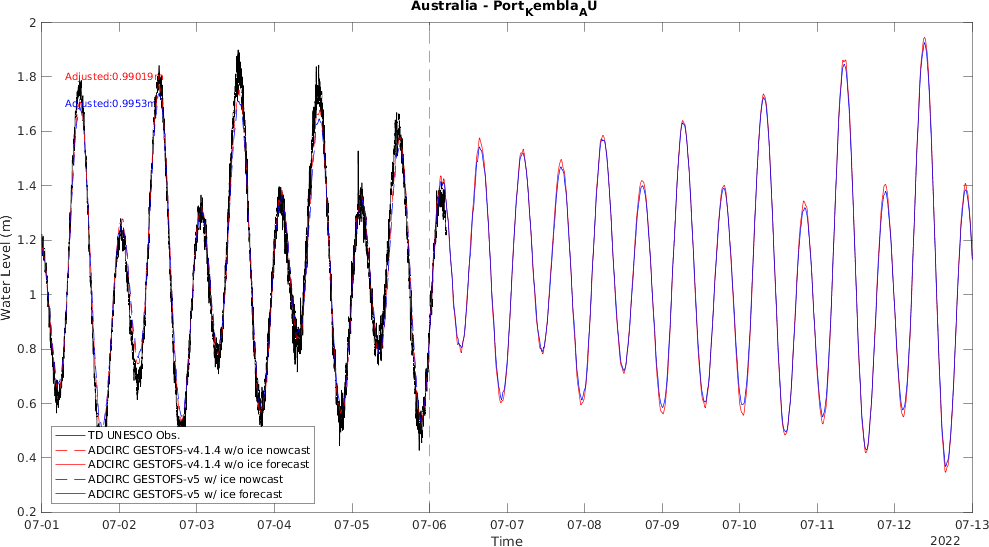 Australia - Port_Kembla_AU
2
1.8
1.6
1.4
1.2
1
0.8
0.6
0.4
0.2
Water Level (m)
Adjusted:0.99019m
Adjusted:0.9953m
TD UNESCO Obs.
ADCIRC GESTOFS-v4.1.4 w/o ice nowcast
ADCIRC GESTOFS-v4.1.4 w/o ice forecast
ADCIRC GESTOFS-v5 w/ ice nowcast
ADCIRC GESTOFS-v5 w/ ice forecast
07-01 07-02 07-03 07-04 07-05 07-06 07-07 07-08 07-09 07-10 07-11 07-12 07-13
Time
2022